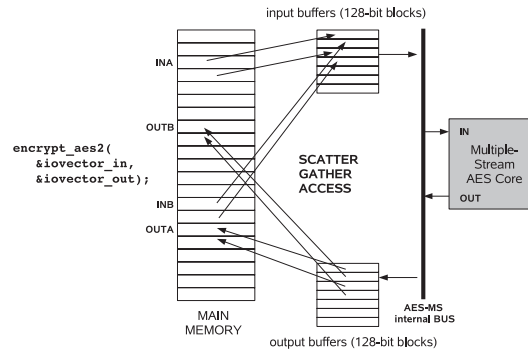 input buffers (128-bit blocks)
INA
OUTB
encrypt_aes2(
&iovector_in,
&iovector_out);
INB
OUTA
SCATTER
GATHER
ACCESS
IN
Multiple-
Stream
AES Core
OUT
MAIN
MEMORY
AES-MS
internal BUS
output buffers (128-bit blocks)